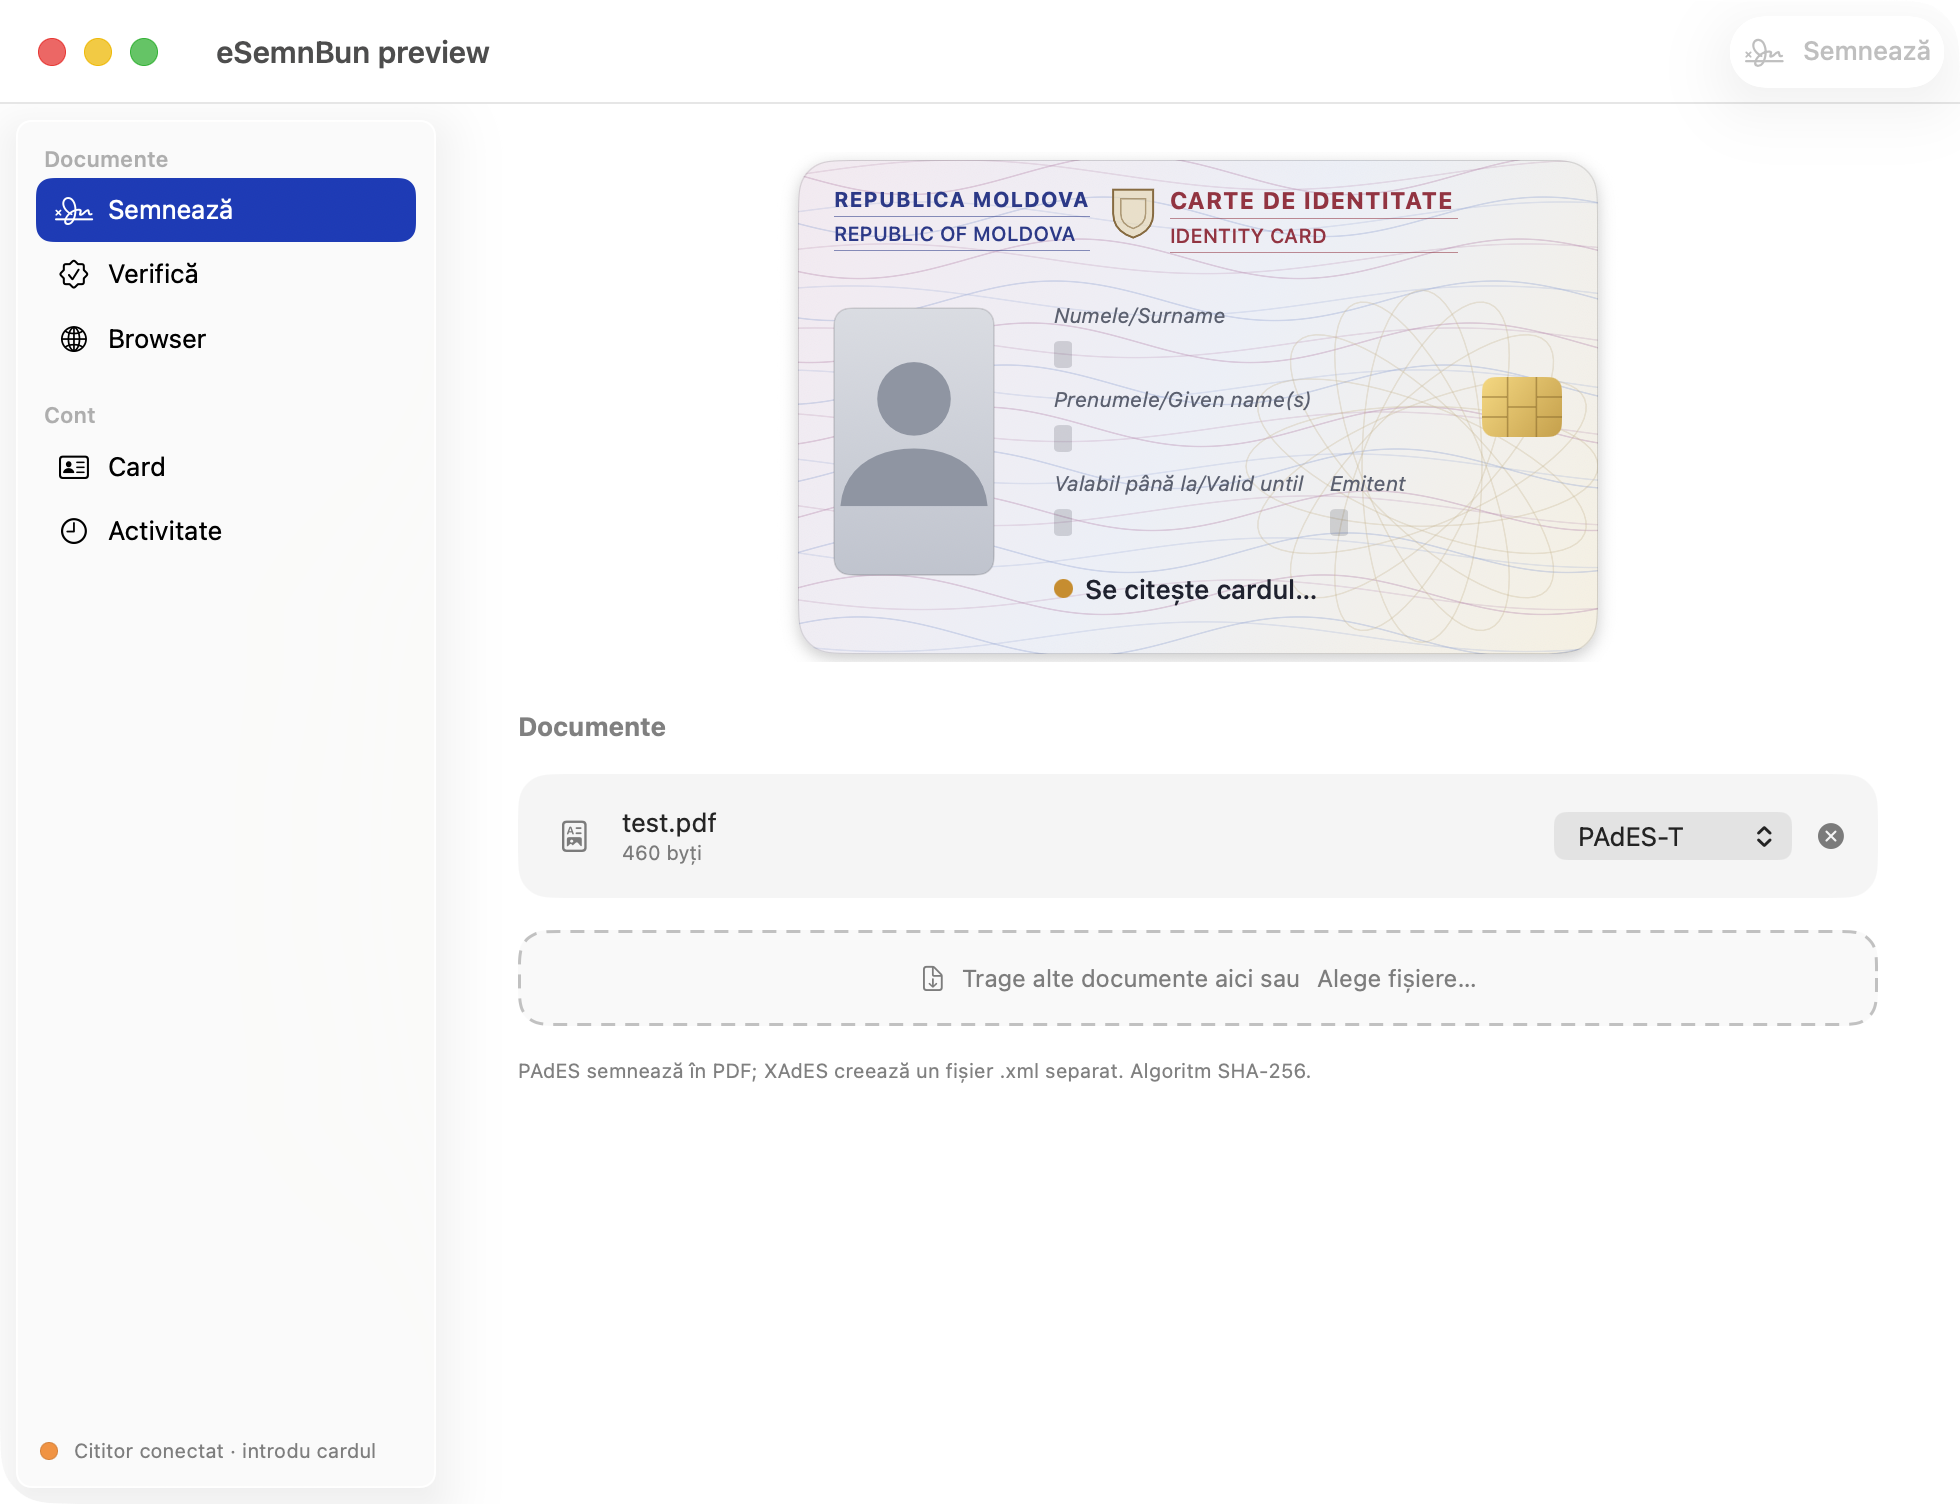 eSemnBun preview
Semnează
Documente
Semnează
Verifică
Browser
Cont
Card
Activitate
Cititor conectat · introdu cardul
REPUBLICA MOLDOVA
REPUBLIC OF MOLDOVA
CARTE DE IDENTITATE
IDENTITY CARD
Numele/Surname
Prenumele/Given name(s)
Valabil până la/Valid until
Emitent
Se citește cardul...
Documente
test.pdf
460 byți
PAdES-T
Trage alte documente aici sau Alege fișiere...
PAdES semnează în PDF; XAdES creează un fișier .xml separat. Algoritm SHA-256.